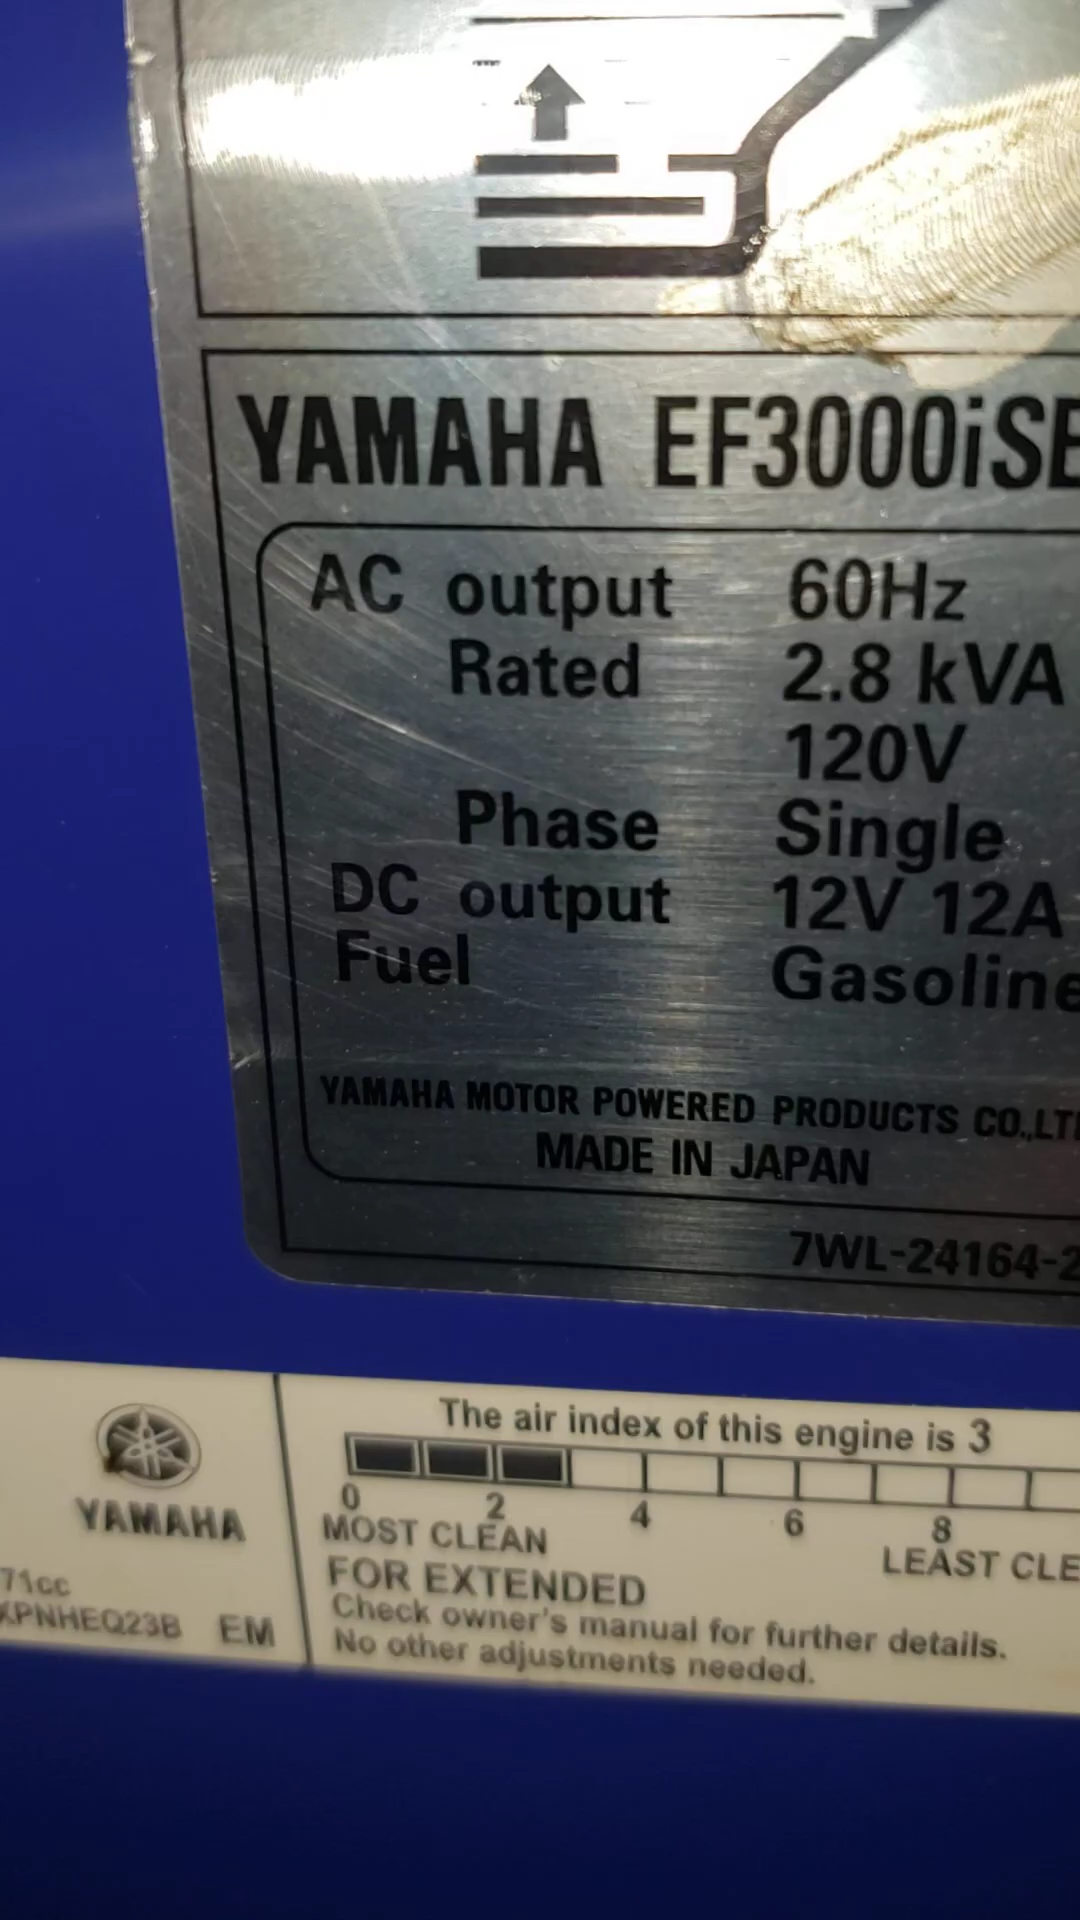 YAMAHA EF3000iSE
AC output 60Hz
Rated 2.8 kVA
120V
Phase Single
DC output 12V 12A
Fuel Gasoline
YAMAHA MOTOR POWERED PRODUCTS CO.,LT
MADE IN JAPAN
7WL-24164-2
The air index of this engine is 3
0 2 4 6 8
MOST CLEAN LEAST CLE
FOR EXTENDED
Check owner's manual for further details.
No other adjustments needed.
YAMAHA
71cc
KPNHEQ23B EM